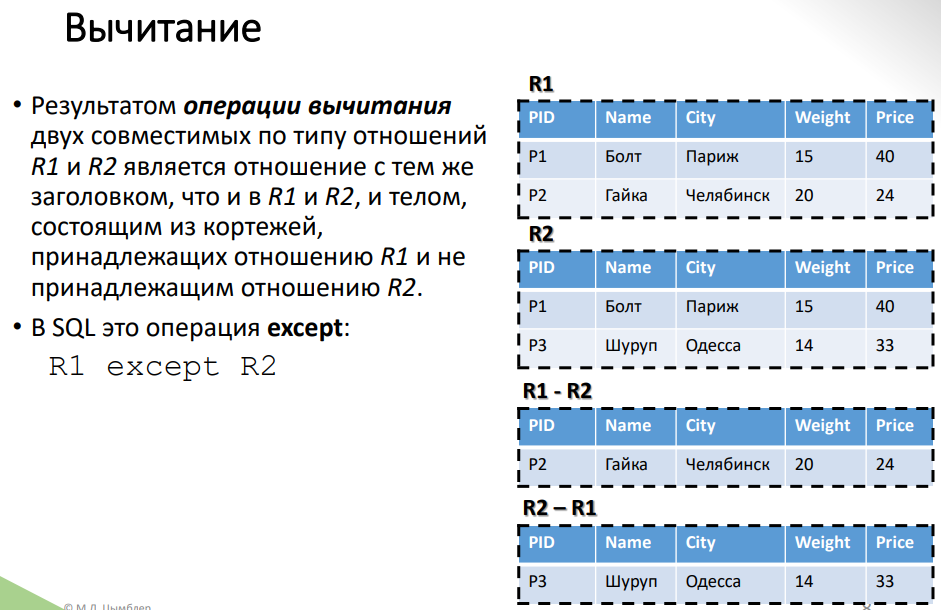 Вычитание
• Результатом операции вычитания
двух совместимых по типу отношений
R1 и R2 является отношение с тем же
заголовком, что и в R1 и R2, и телом,
состоящим из кортежей,
принадлежащих отношению R1 и не
принадлежащим отношению R2.
• В SQL это операция except:
R1 except R2
R1
PID Name City Weight Price
P1 Болт Париж 15 40
P2 Гайка Челябинск 20 24
R2
PID Name City Weight Price
P1 Болт Париж 15 40
P3 Шуруп Одесса 14 33
R1 - R2
PID Name City Weight Price
P2 Гайка Челябинск 20 24
R2 – R1
PID Name City Weight Price
P3 Шуруп Одесса 14 33
© М.Л. Цымблер